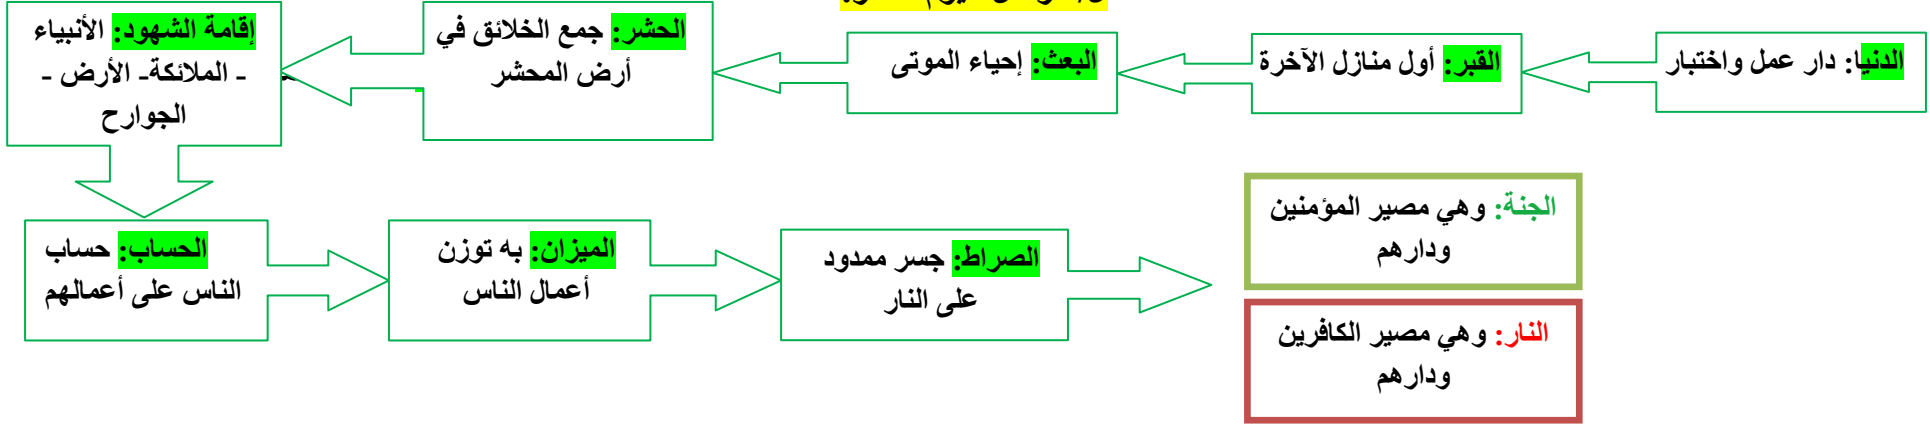 الدنيا: دار عمل واختبار
القبر: أول منازل الآخرة
البعث: إحياء الموتى
الحشر: جمع الخلائق في
أرض المحشر
إقامة الشهود: الأنبياء
- الملائكة- الأرض -
الجوارح
الحساب: حساب
الناس على أعمالهم
الميزان: به توزن
أعمال الناس
الصراط: جسر ممدود
على النار
الجنة: وهي مصير المؤمنين
ودارهم
النار: وهي مصير الكافرين
ودارهم